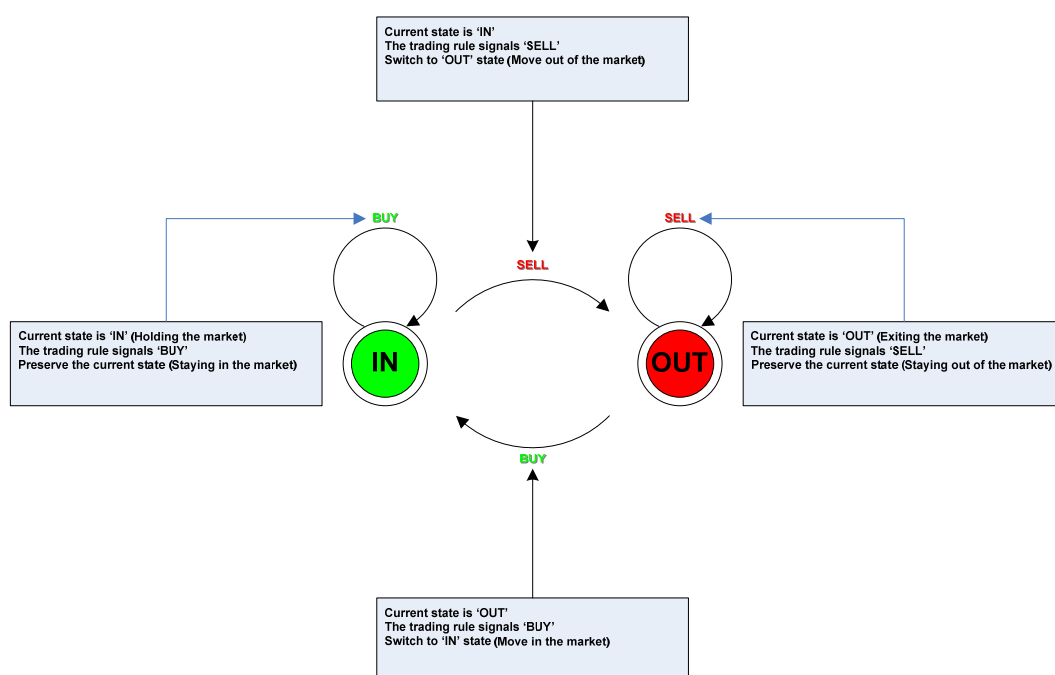 Current state is ‘IN’
The trading rule signals ‘SELL’
Switch to ‘OUT’ state (Move out of the market)
BUY
SELL
SELL
Current state is ‘IN’ (Holding the market)
The trading rule signals ‘BUY’
Preserve the current state (Staying in the market)
IN
OUT
Current state is ‘OUT’ (Exiting the market)
The trading rule signals ‘SELL’
Preserve the current state (Staying out of the market)
BUY
Current state is ‘OUT’
The trading rule signals ‘BUY’
Switch to ‘IN’ state (Move in the market)